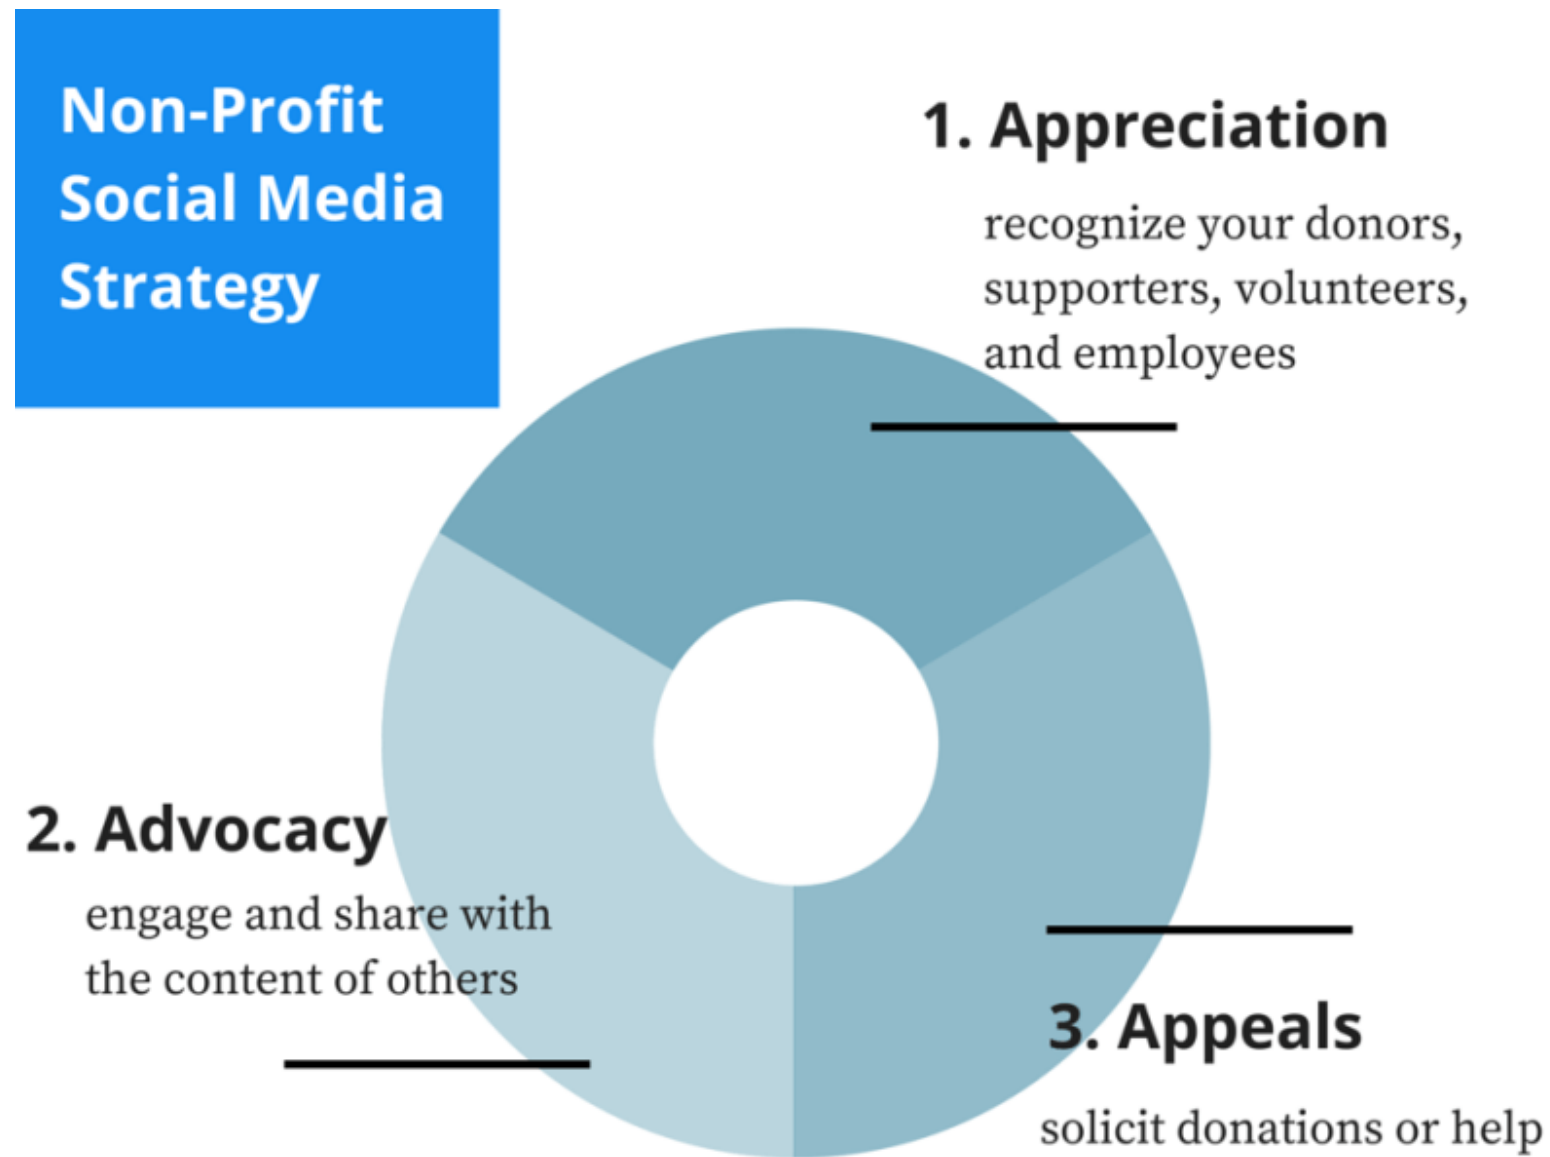 Non-Profit
Social Media
Strategy
1. Appreciation
recognize your donors,
supporters, volunteers,
and employees
2. Advocacy
engage and share with
the content of others
3. Appeals
solicit donations or help